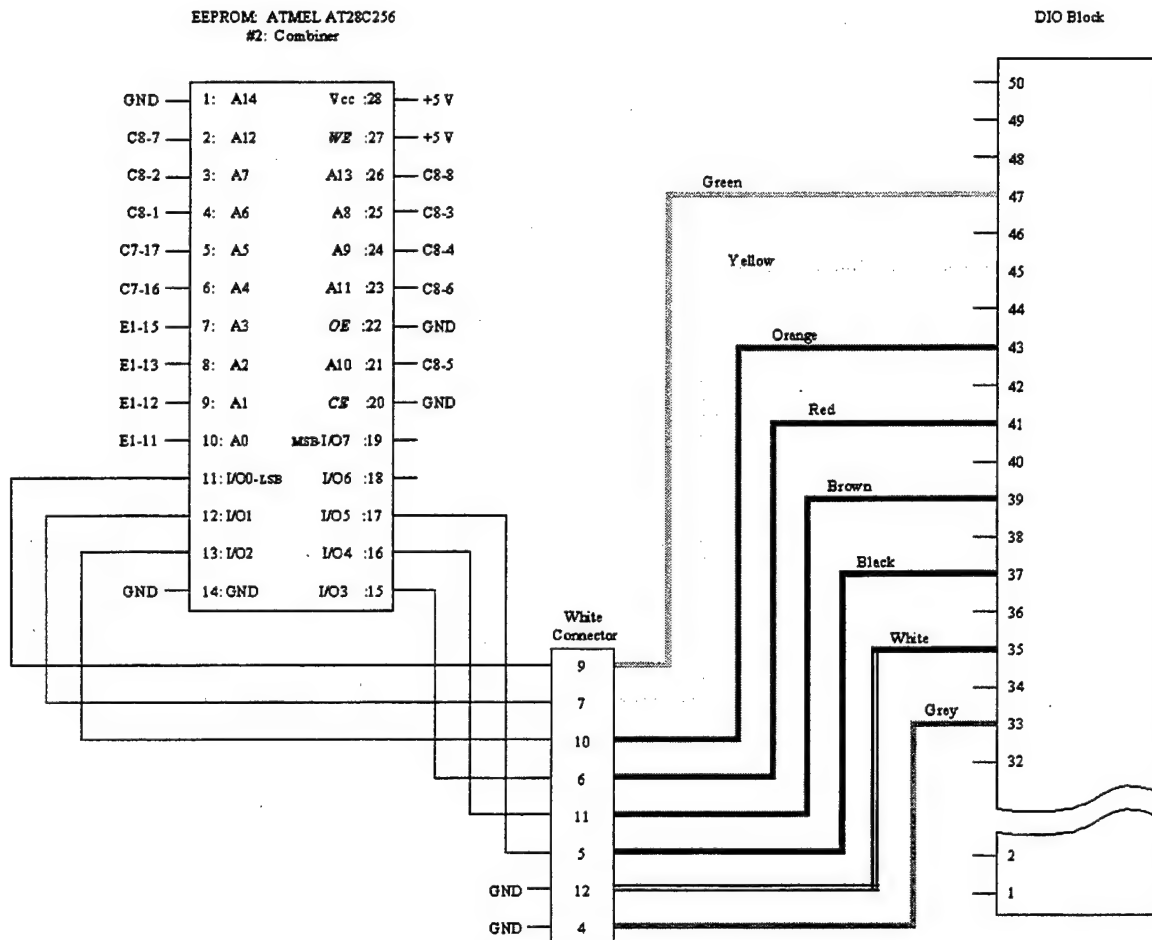 EEPROM: ATMEL AT28C256
#2: Combiner
DIO Block
GND 1: A14 Vcc :28 +5 V
C8-7 2: A12 WE :27 +5 V
C8-2 3: A7 A13 :26 C8-8
C8-1 4: A6 A8 :25 C8-3
C7-17 5: A5 A9 :24 C8-4
C7-16 6: A4 A11 :23 C8-6
E1-15 7: A3 OE :22 GND
E1-13 8: A2 A10 :21 C8-5
E1-12 9: A1 CE :20 GND
E1-11 10: A0 MSB-I/O7 :19
11: I/O0-LSB I/O6 :18
12: I/O1 I/O5 :17
13: I/O2 I/O4 :16
GND 14: GND I/O3 :15
White
Connector
9
7
10
6
11
5
GND 12
GND 4
Green
Yellow
Orange
Red
Brown
Black
White
Grey
50
49
48
47
46
45
44
43
42
41
40
39
38
37
36
35
34
33
32
2
1